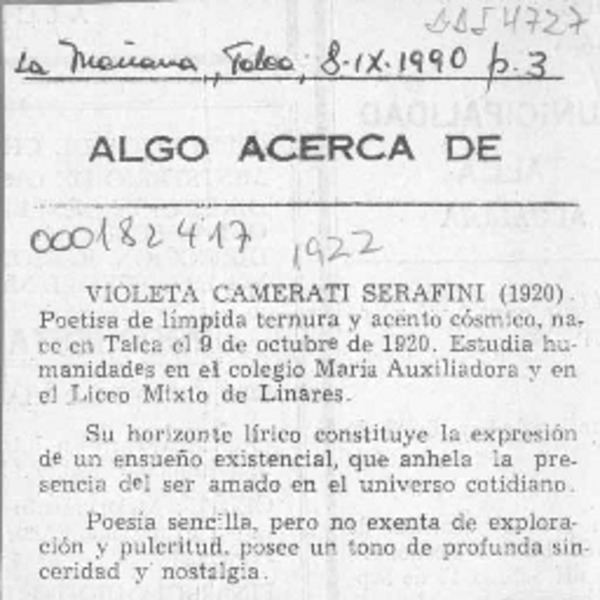 AAJ4727
La Mañana, Talca, 8-IX-1990 p.3
ALGO ACERCA DE
000182417 1922
VIOLETA CAMERATI SERAFINI (1920).
Poetisa de límpida ternura y acento cósmico, na-
ce en Talca el 9 de octubre de 1920. Estudia hu-
manidades en el colegio María Auxiliadora y en
el Liceo Mixto de Linares.
Su horizonte lírico constituye la expresión
de un ensueño existencial, que anhela la pre-
sencia del ser amado en el universo cotidiano.
Poesía sencilla, pero no exenta de explora-
ción y pulcritud, posee un tono de profunda sin-
ceridad y nostalgia.